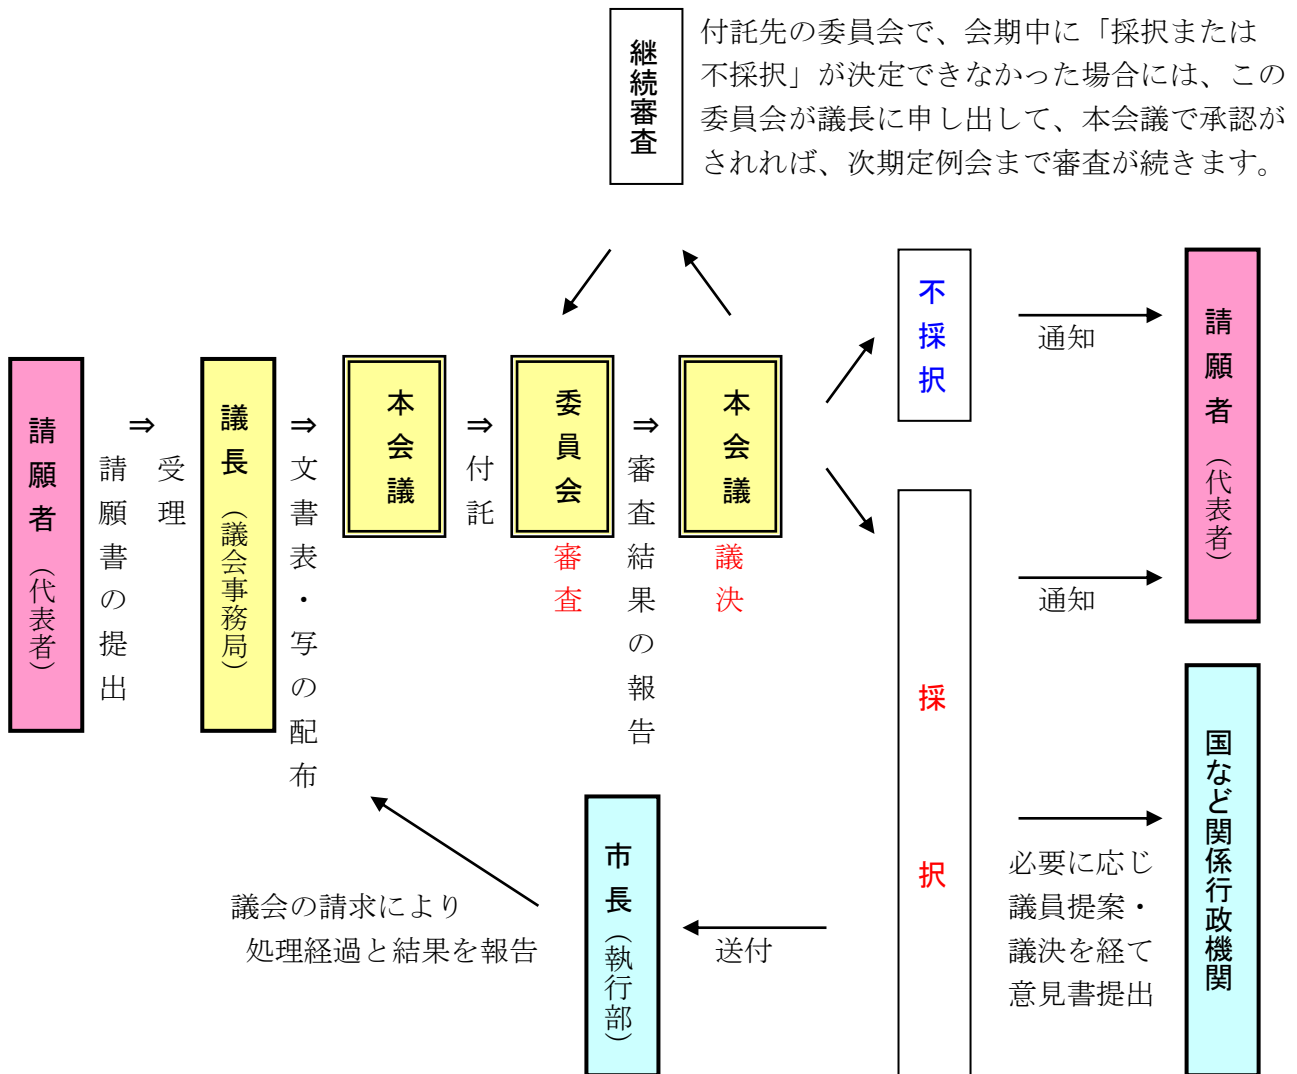 継続審査
付託先の委員会で、会期中に「採択または
不採択」が決定できなかった場合には、この
委員会が議長に申し出して、本会議で承認が
されれば、次期定例会まで審査が続きます。
請願者（代表者）
⇒
請願書の提出
受理
議長（議会事務局）
⇒
文書表・写の配布
本会議
⇒
付託
委員会
審査
⇒
審査結果の報告
本会議
議決
不採択
通知
請願者（代表者）
採択
通知
必要に応じ
議員提案・
議決を経て
意見書提出
国など関係行政機関
送付
市長（執行部）
議会の請求により
処理経過と結果を報告